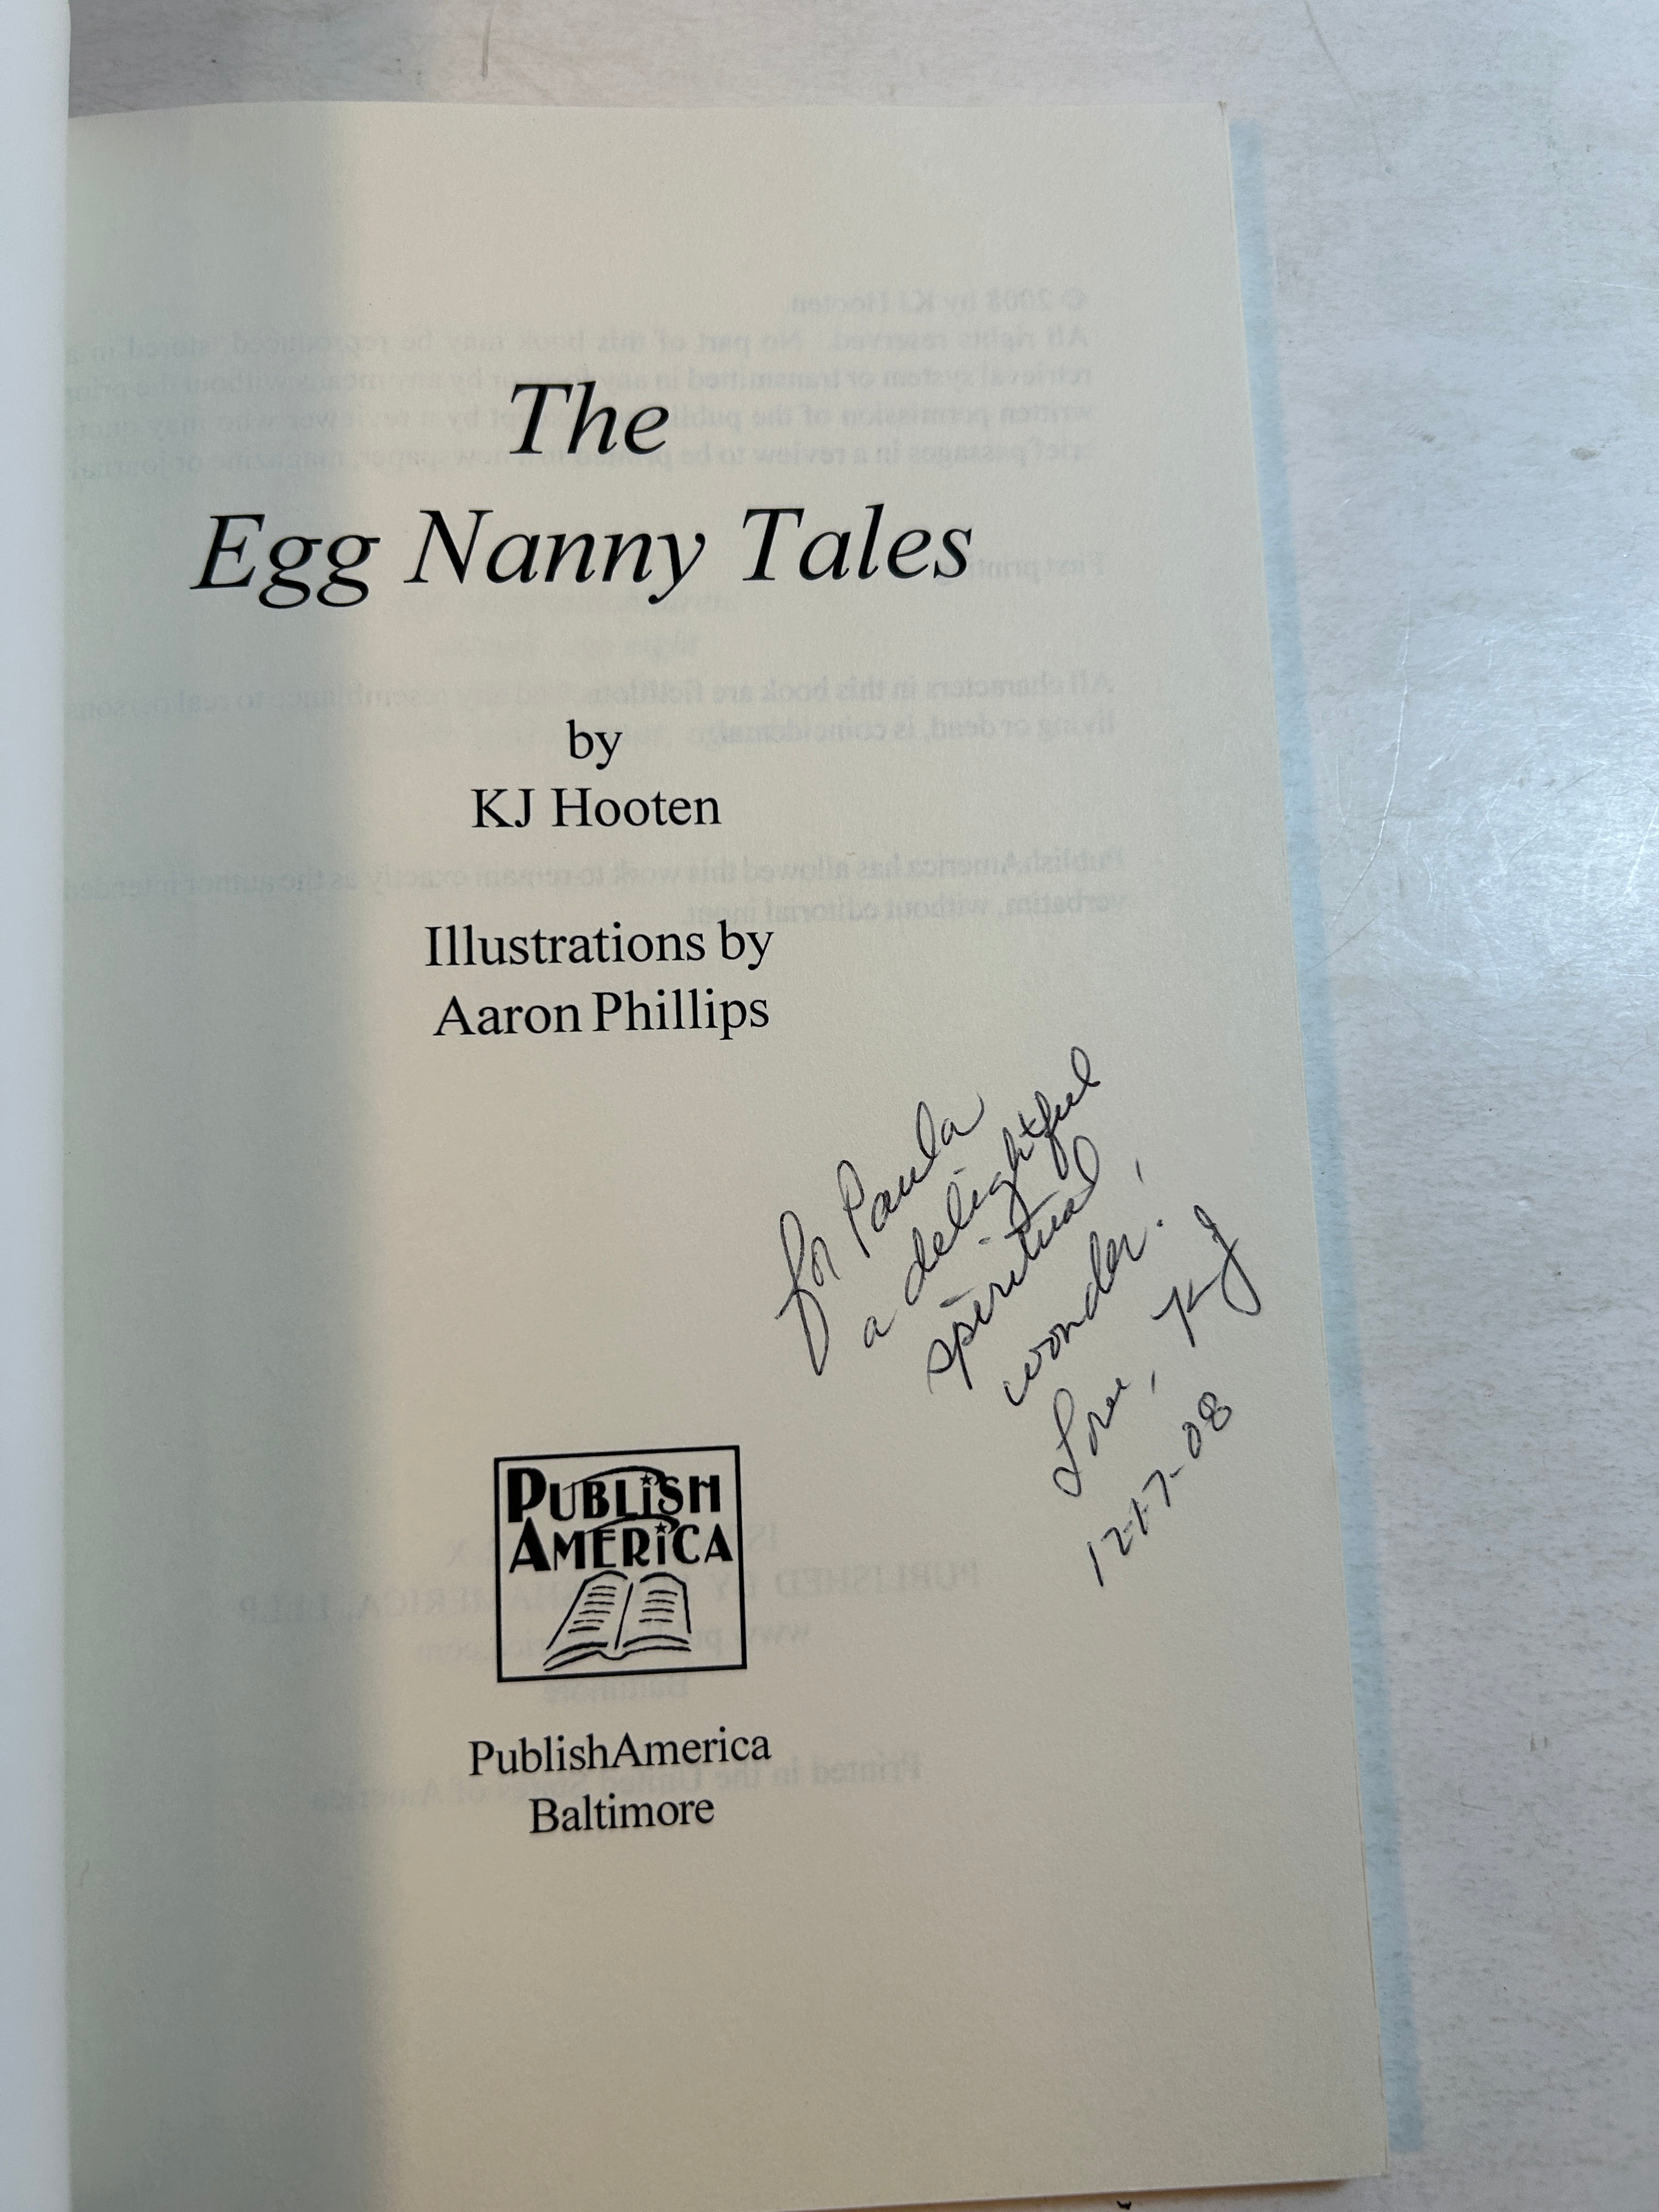 The
Egg Nanny Tales
by
KJ Hooten
Illustrations by
Aaron Phillips
for Paula
a delightful
spiritual
wonder!
Love, KJ
12-17-08
PUBLISH
AMERICA
PublishAmerica
Baltimore